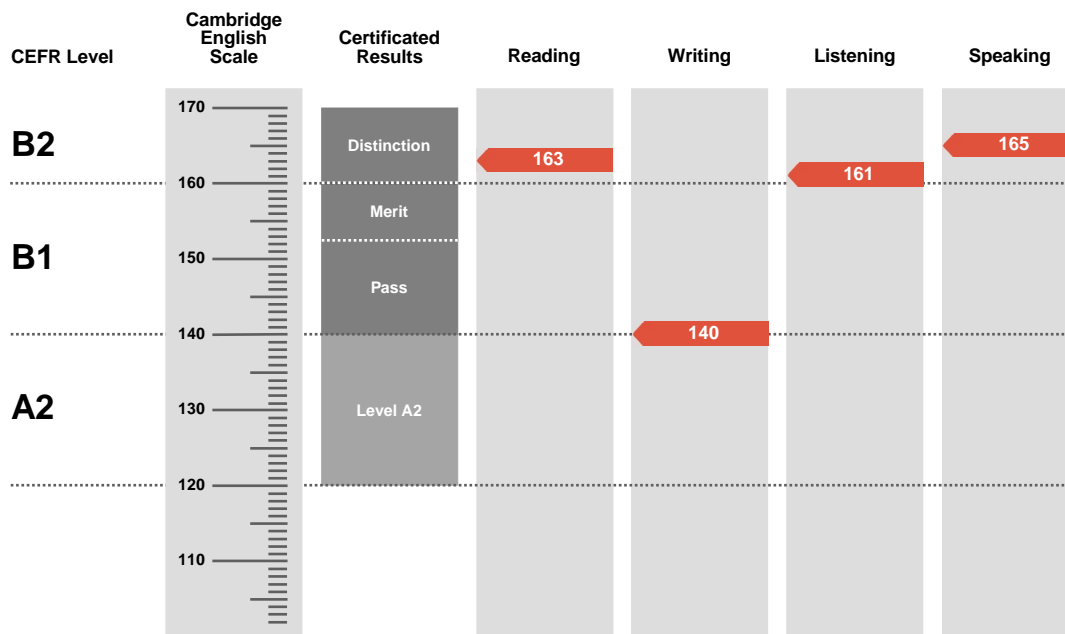 CEFR Level
Cambridge
English
Scale
Certificated
Results
Reading
Writing
Listening
Speaking
170
B2
Distinction
163
165
161
160
Merit
B1
150
Pass
140
140
A2
130
Level A2
120
110